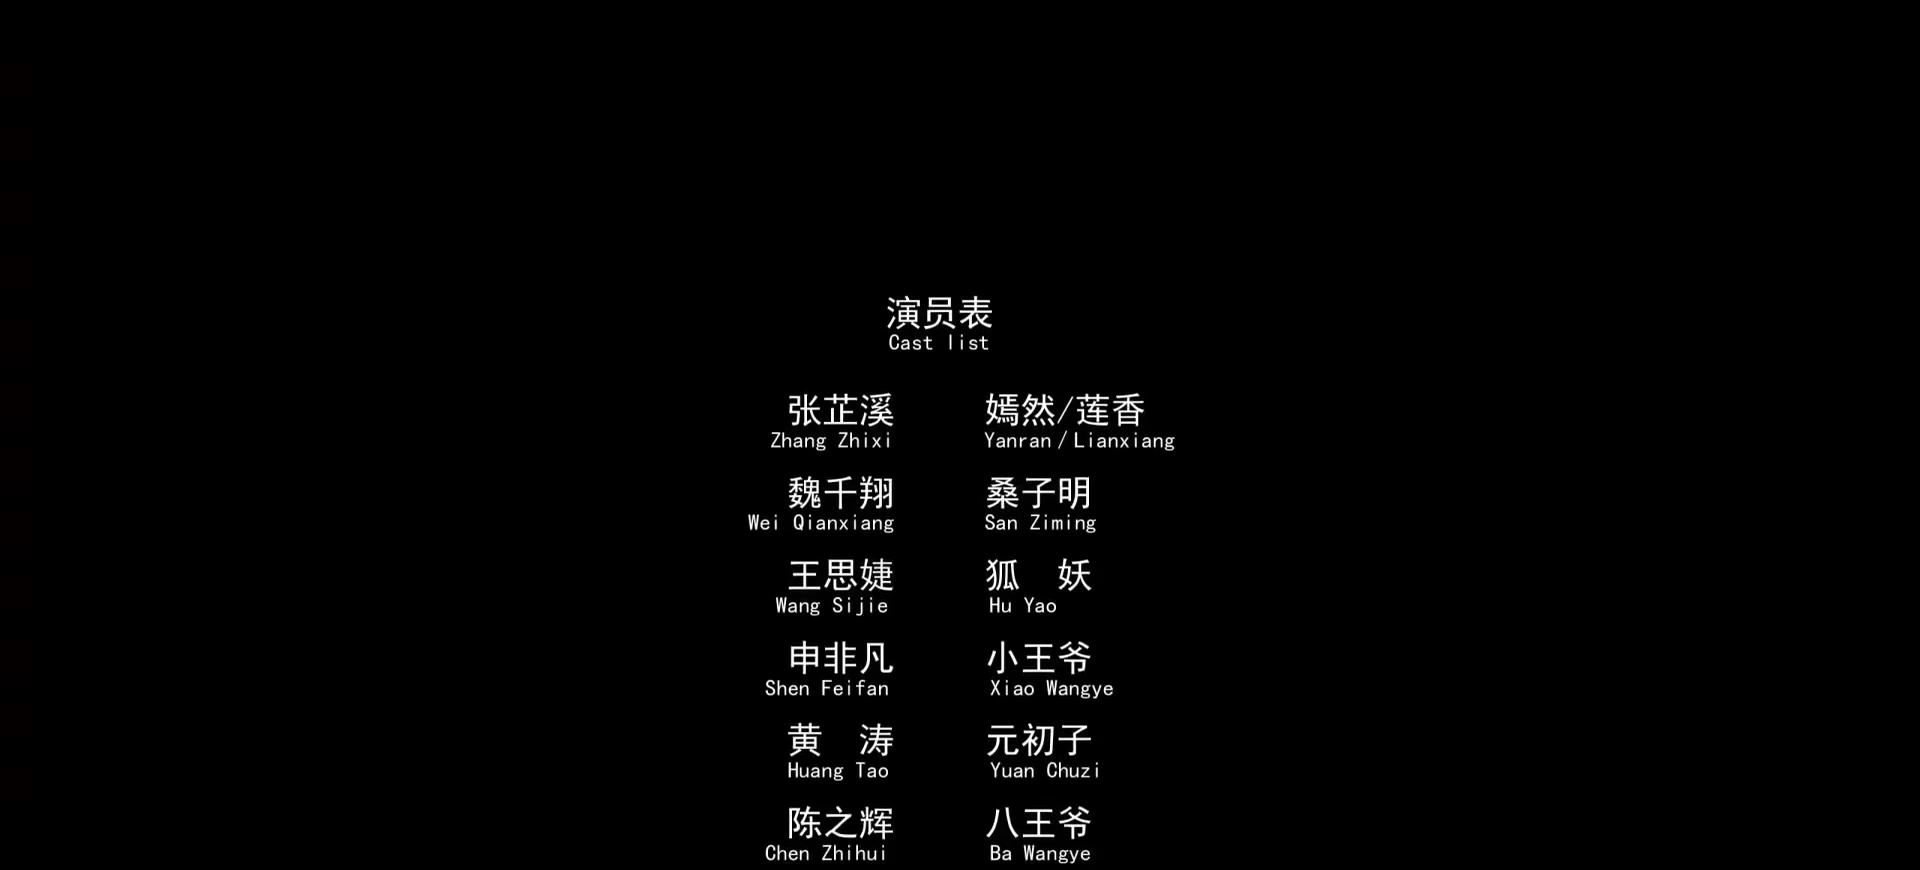 演员表
Cast list
张芷溪 嫣然/莲香
Zhang Zhixi Yanran/Lianxiang
魏千翔 桑子明
Wei Qianxiang San Ziming
王思婕 狐 妖
Wang Sijie Hu Yao
申非凡 小王爷
Shen Feifan Xiao Wangye
黄 涛 元初子
Huang Tao Yuan Chuzi
陈之辉 八王爷
Chen Zhihui Ba Wangye